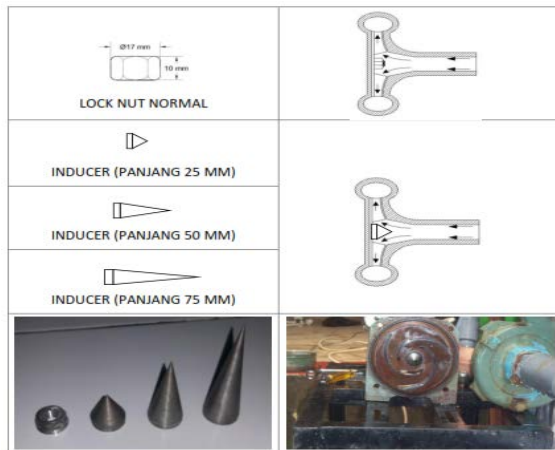 Ø17 mm
10 mm
LOCK NUT NORMAL
INDUCER (PANJANG 25 MM)
INDUCER (PANJANG 50 MM)
INDUCER (PANJANG 75 MM)